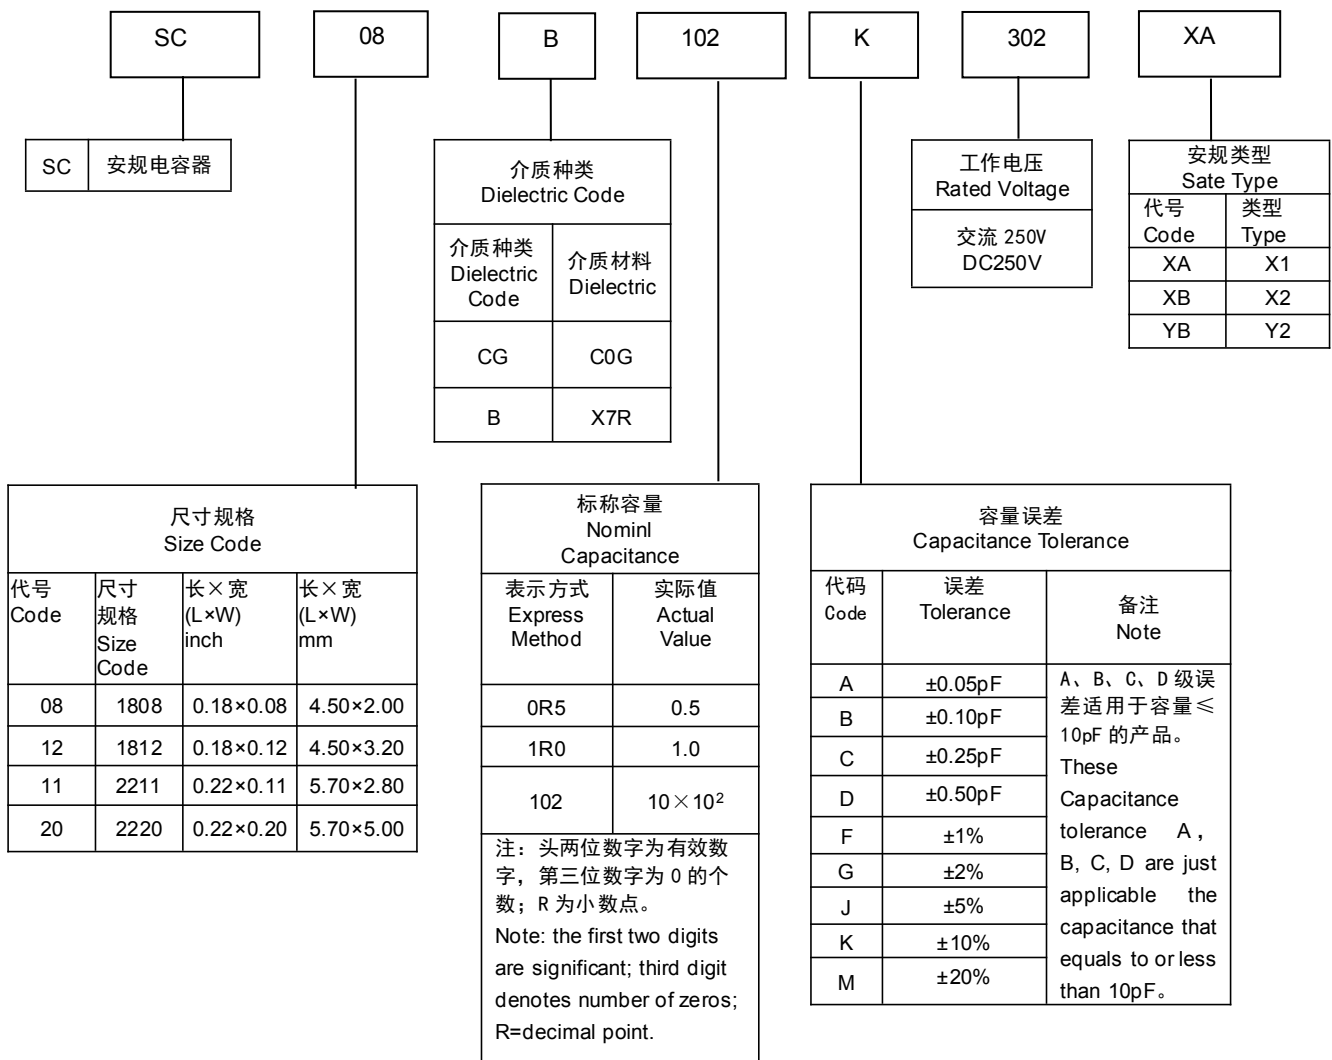 SC 08 B 102 K 302 XA
SC 安规电容器
介质种类
Dielectric Code
介质种类
Dielectric
Code
介质材料
Dielectric
CG C0G
B X7R
工作电压
Rated Voltage
交流 250V
DC250V
安规类型
Sate Type
代号
Code
类型
Type
XA X1
XB X2
YB Y2
尺寸规格
Size Code
代号
Code
尺寸
规格
Size
Code
长×宽
(L×W)
inch
长×宽
(L×W)
mm
08 1808 0.18×0.08 4.50×2.00
12 1812 0.18×0.12 4.50×3.20
11 2211 0.22×0.11 5.70×2.80
20 2220 0.22×0.20 5.70×5.00
标称容量
Nominl
Capacitance
表示方式
Express
Method
实际值
Actual
Value
0R5 0.5
1R0 1.0
102 10×10²
注：头两位数字为有效数
字，第三位数字为 0 的个
数；R 为小数点。
Note: the first two digits
are significant; third digit
denotes number of zeros;
R=decimal point.
容量误差
Capacitance Tolerance
代码
Code
误差
Tolerance
备注
Note
A ±0.05pF
B ±0.10pF
C ±0.25pF
D ±0.50pF
F ±1%
G ±2%
J ±5%
K ±10%
M ±20%
A、B、C、D 级误
差适用于容量≤
10pF 的产品。
These
Capacitance
tolerance A ,
B, C, D are just
applicable the
capacitance that
equals to or less
than 10pF。